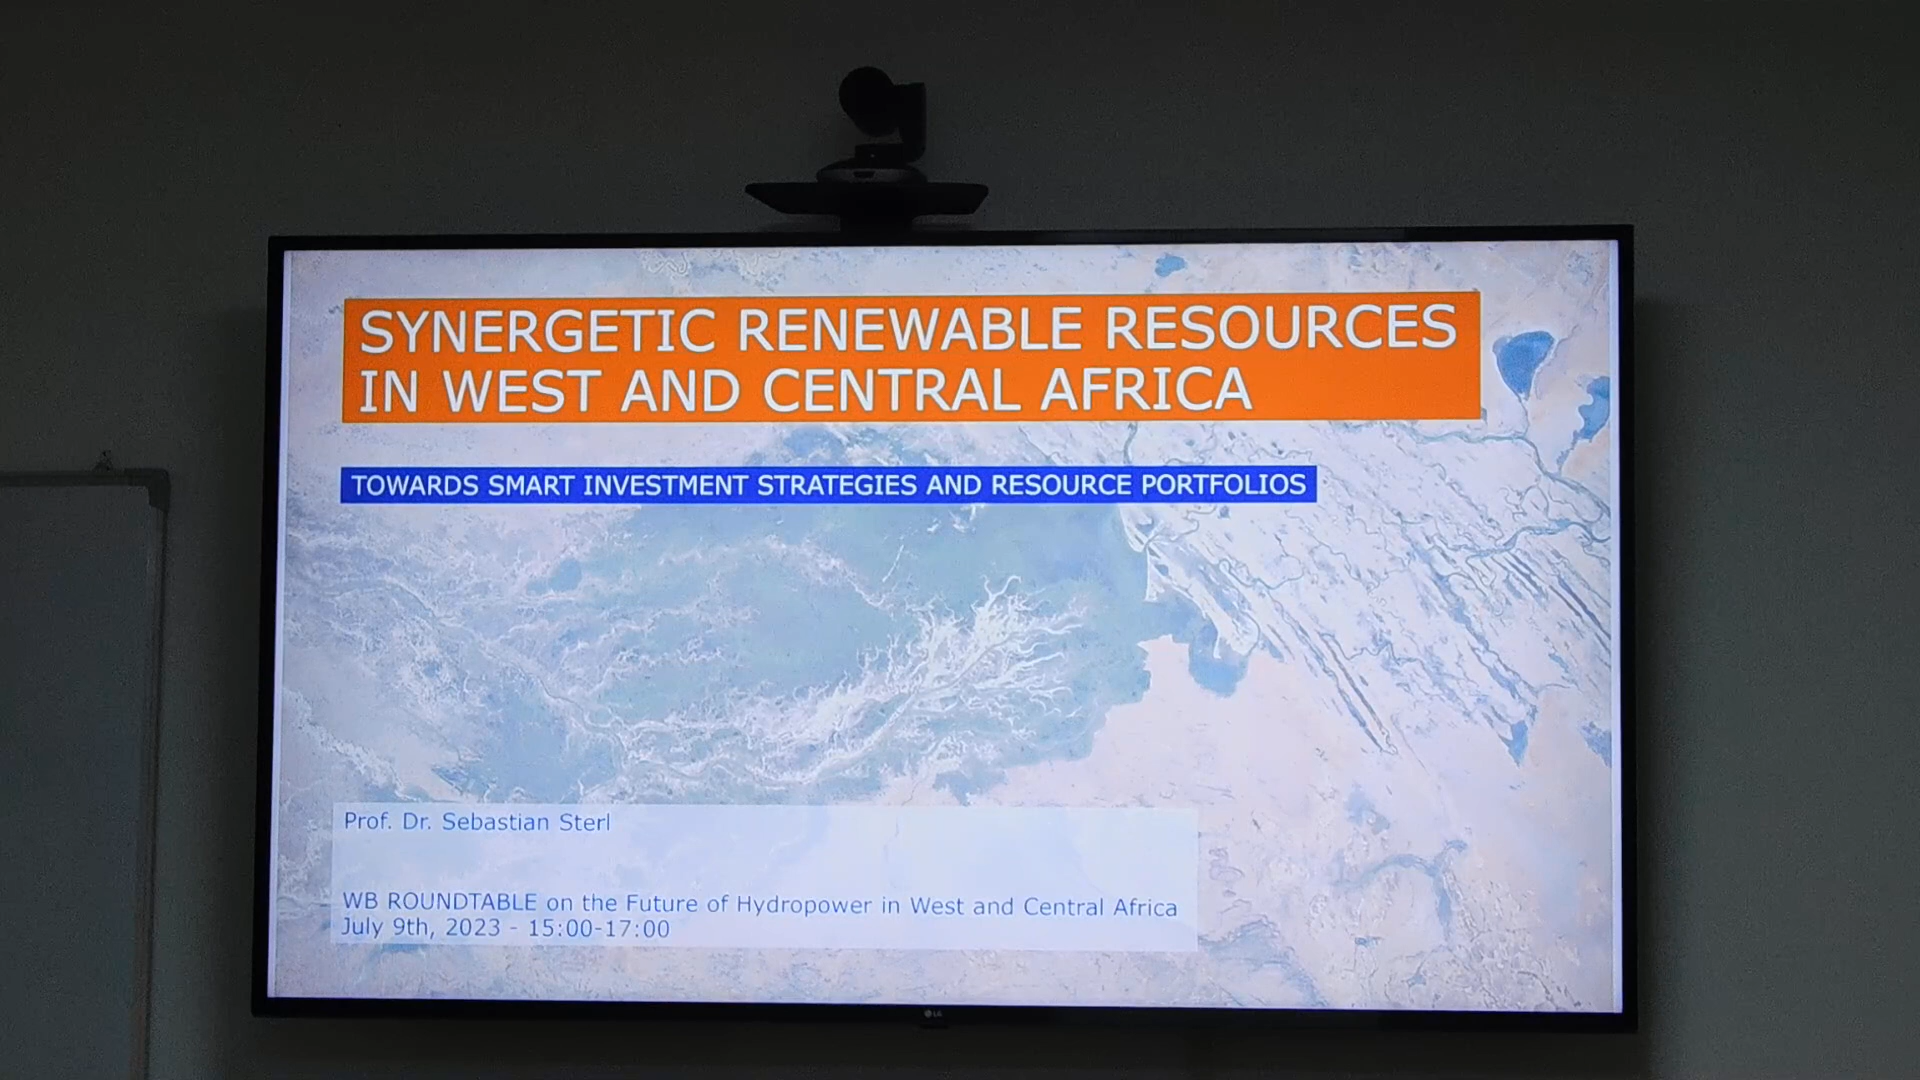 SYNERGETIC RENEWABLE RESOURCES
IN WEST AND CENTRAL AFRICA
TOWARDS SMART INVESTMENT STRATEGIES AND RESOURCE PORTFOLIOS
Prof. Dr. Sebastian Sterl
WB ROUNDTABLE on the Future of Hydropower in West and Central Africa
July 9th, 2023 - 15:00-17:00
LG